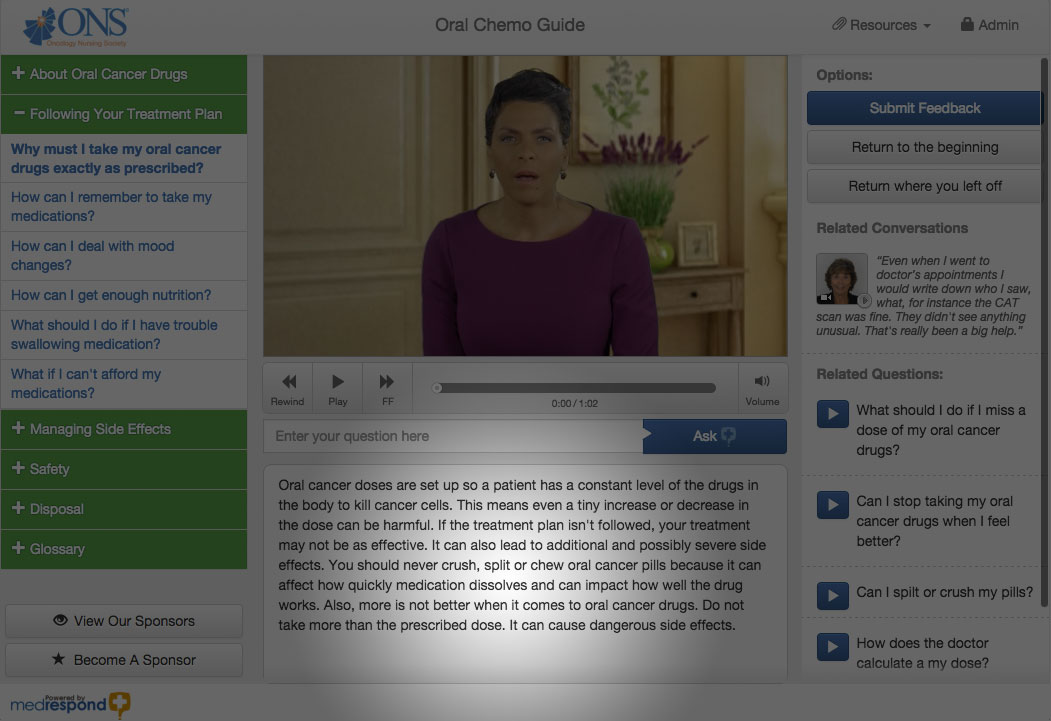 ONS
Oncology Nursing Society
Oral Chemo Guide
Resources
Admin
+ About Oral Cancer Drugs
− Following Your Treatment Plan
Why must I take my oral cancer
drugs exactly as prescribed?
How can I remember to take my
medications?
How can I deal with mood
changes?
How can I get enough nutrition?
What should I do if I have trouble
swallowing medication?
What if I can't afford my
medications?
+ Managing Side Effects
+ Safety
+ Disposal
+ Glossary
View Our Sponsors
Become A Sponsor
Powered by
medrespond
Rewind
Play
FF
0:00 / 1:02
Volume
Enter your question here
Ask
Oral cancer doses are set up so a patient has a constant level of the drugs in
the body to kill cancer cells. This means even a tiny increase or decrease in
the dose can be harmful. If the treatment plan isn't followed, your treatment
may not be as effective. It can also lead to additional and possibly severe side
effects. You should never crush, split or chew oral cancer pills because it can
affect how quickly medication dissolves and can impact how well the drug
works. Also, more is not better when it comes to oral cancer drugs. Do not
take more than the prescribed dose. It can cause dangerous side effects.
Options:
Submit Feedback
Return to the beginning
Return where you left off
Related Conversations
"Even when I went to
doctor's appointments I
would write down who I saw,
what, for instance the CAT
scan was fine. They didn't see anything
unusual. That's really been a big help."
Related Questions:
What should I do if I miss a
dose of my oral cancer
drugs?
Can I stop taking my oral
cancer drugs when I feel
better?
Can I spilt or crush my pills?
How does the doctor
calculate a my dose?